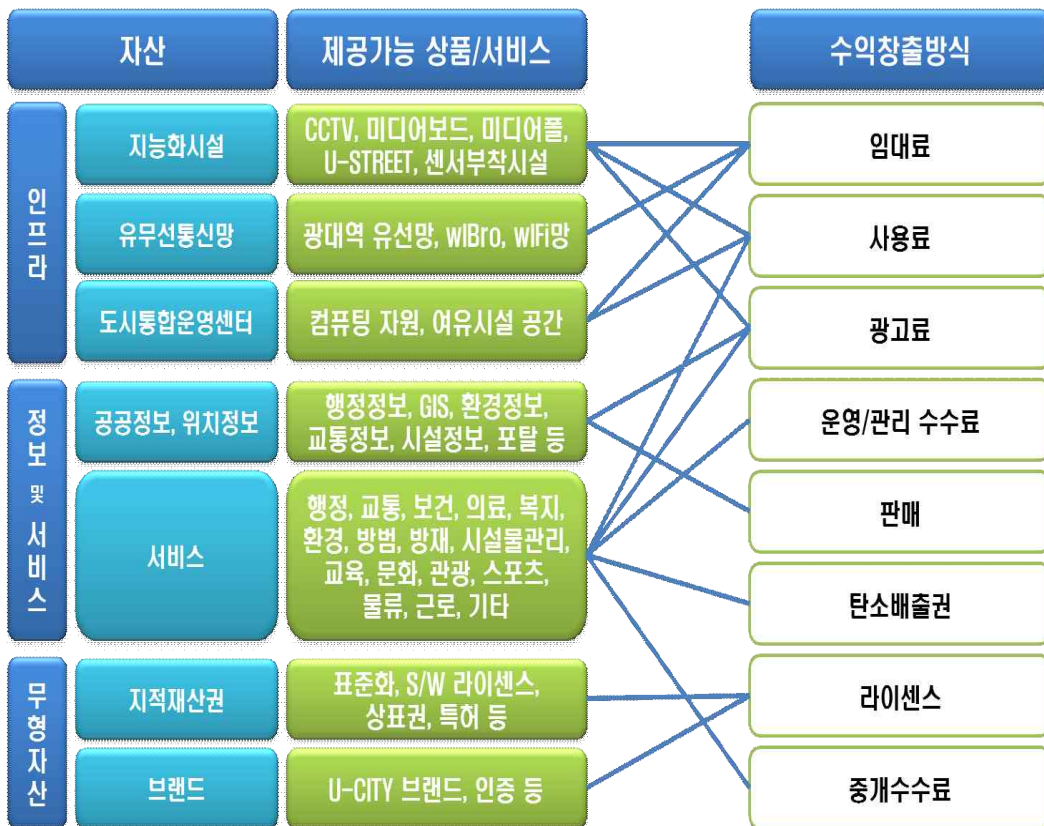 자산
제공가능 상품/서비스
수익창출방식
인프라
지능화시설
CCTV, 미디어보드, 미디어폴,
U-STREET, 센서부착시설
유무선통신망
광대역 유선망, wIBro, wIFi망
도시통합운영센터
컴퓨팅 자원, 여유시설 공간
정보 및 서비스
공공정보, 위치정보
행정정보, GIS, 환경정보,
교통정보, 시설정보, 포탈 등
서비스
행정, 교통, 보건, 의료, 복지,
환경, 방범, 방재, 시설물관리,
교육, 문화, 관광, 스포츠,
물류, 근로, 기타
무형자산
지적재산권
표준화, S/W 라이센스,
상표권, 특허 등
브랜드
U-CITY 브랜드, 인증 등
임대료
사용료
광고료
운영/관리 수수료
판매
탄소배출권
라이센스
중개수수료